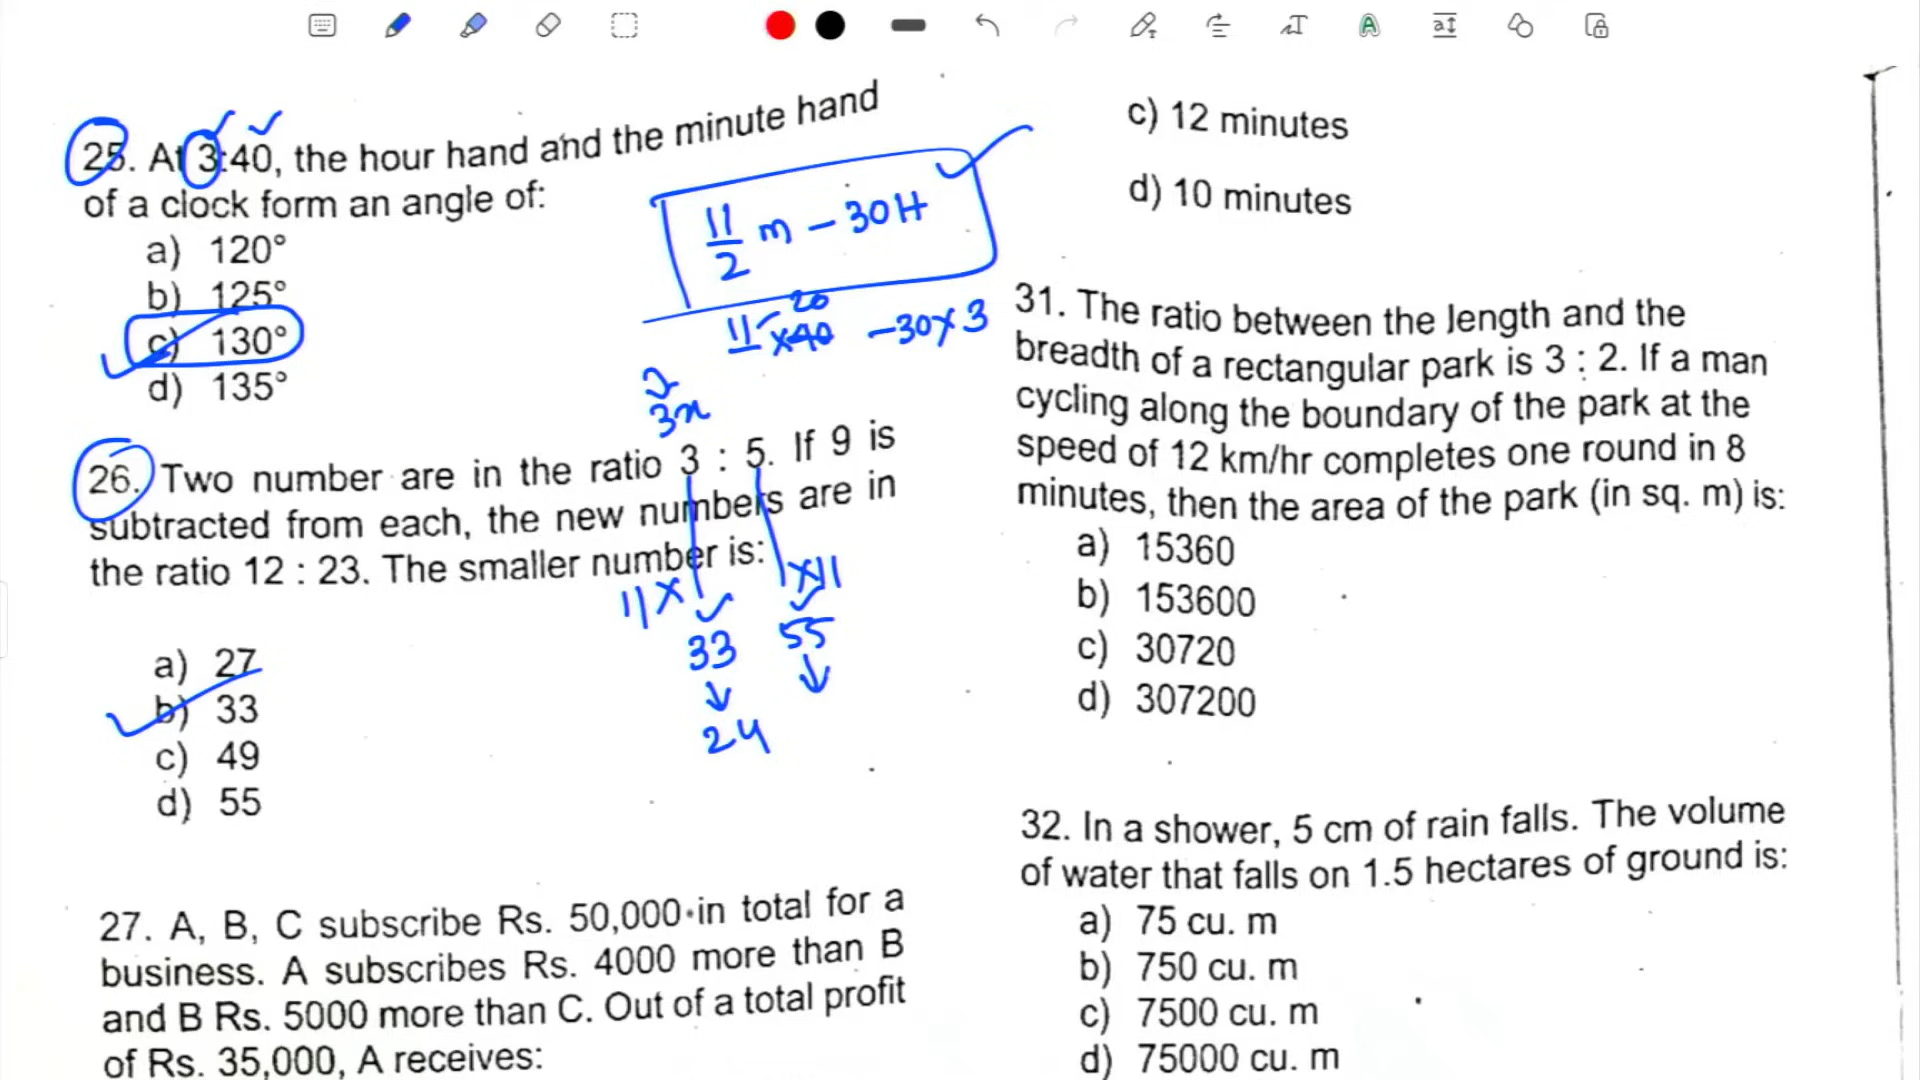 25. At 3:40, the hour hand and the minute hand
of a clock form an angle of:
a) 120°
b) 125°
c) 130°
d) 135°
11/2 m - 30H
20
11 × 40 - 30×3
3x
26. Two number are in the ratio 3 : 5. If 9 is
subtracted from each, the new numbers are in
the ratio 12 : 23. The smaller number is:
11× ×11
33 55
24
a) 27
b) 33
c) 49
d) 55
27. A, B, C subscribe Rs. 50,000 in total for a
business. A subscribes Rs. 4000 more than B
and B Rs. 5000 more than C. Out of a total profit
of Rs. 35,000, A receives:
c) 12 minutes
d) 10 minutes
31. The ratio between the length and the
breadth of a rectangular park is 3 : 2. If a man
cycling along the boundary of the park at the
speed of 12 km/hr completes one round in 8
minutes, then the area of the park (in sq. m) is:
a) 15360
b) 153600
c) 30720
d) 307200
32. In a shower, 5 cm of rain falls. The volume
of water that falls on 1.5 hectares of ground is:
a) 75 cu. m
b) 750 cu. m
c) 7500 cu. m
d) 75000 cu. m